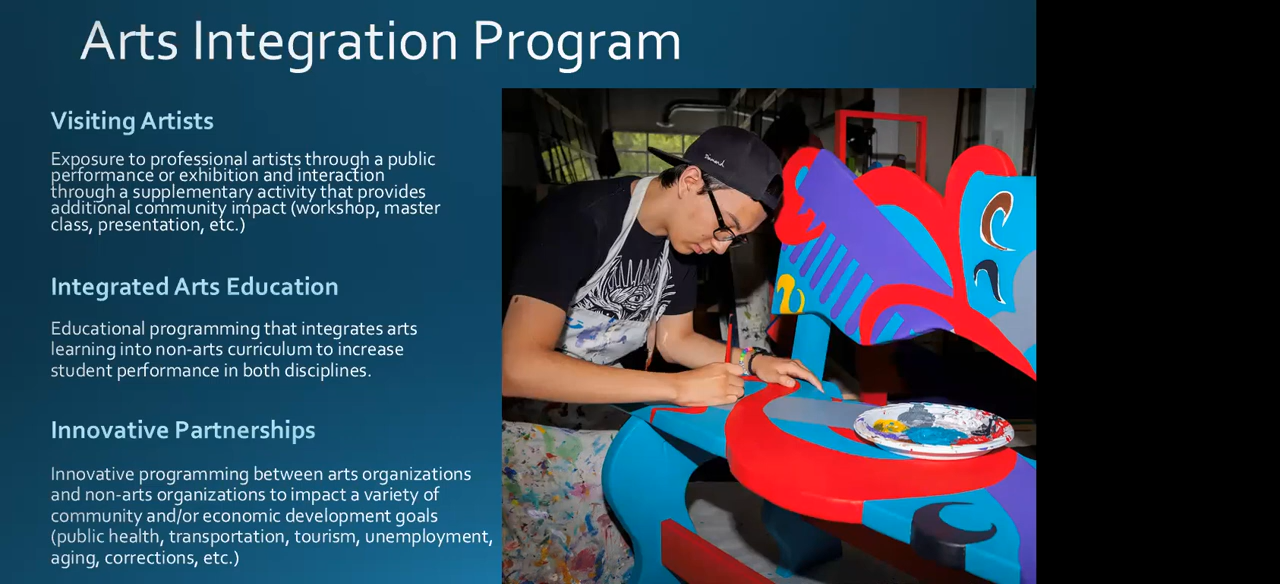 Arts Integration Program
Visiting Artists
Exposure to professional artists through a public
performance or exhibition and interaction
through a supplementary activity that provides
additional community impact (workshop, master
class, presentation, etc.)
Integrated Arts Education
Educational programming that integrates arts
learning into non-arts curriculum to increase
student performance in both disciplines.
Innovative Partnerships
Innovative programming between arts organizations
and non-arts organizations to impact a variety of
community and/or economic development goals
(public health, transportation, tourism, unemployment,
aging, corrections, etc.)
Diamond